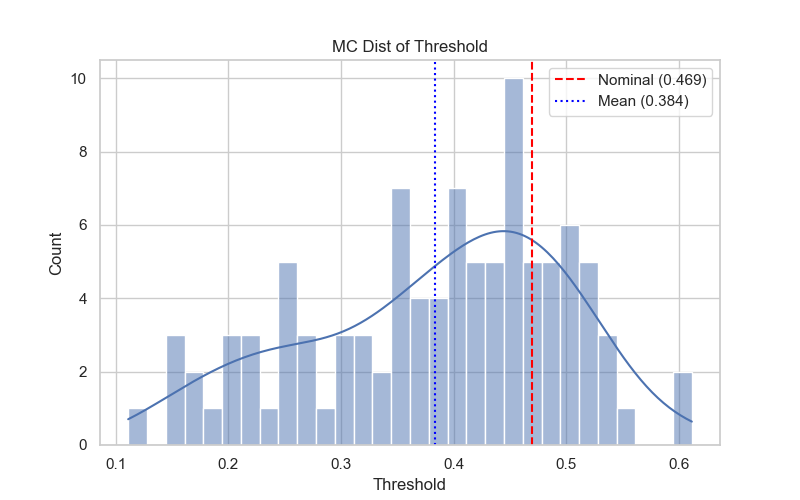 MC Dist of Threshold
Nominal (0.469)
Mean (0.384)
10
8
6
4
2
0
Count
0.1 0.2 0.3 0.4 0.5 0.6
Threshold